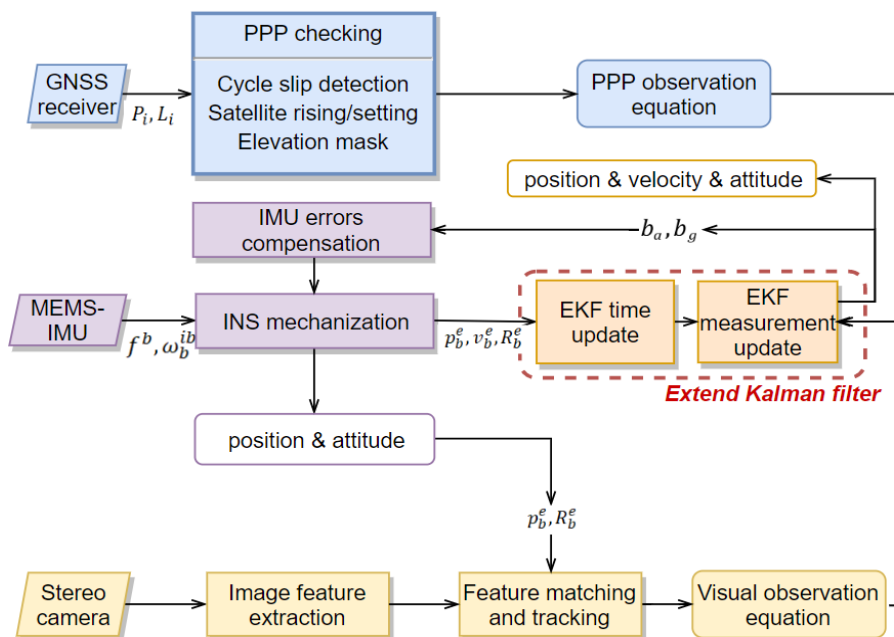 PPP checking
GNSS
receiver
P_i, L_i
Cycle slip detection
Satellite rising/setting
Elevation mask
PPP observation
equation
position & velocity & attitude
IMU errors
compensation
b_a, b_g
MEMS-
IMU
f^b, ω_b^{ib}
INS mechanization
p_b^e, v_b^e, R_b^e
EKF time
update
EKF
measurement
update
Extend Kalman filter
position & attitude
p_b^e, R_b^e
Stereo
camera
Image feature
extraction
Feature matching
and tracking
Visual observation
equation